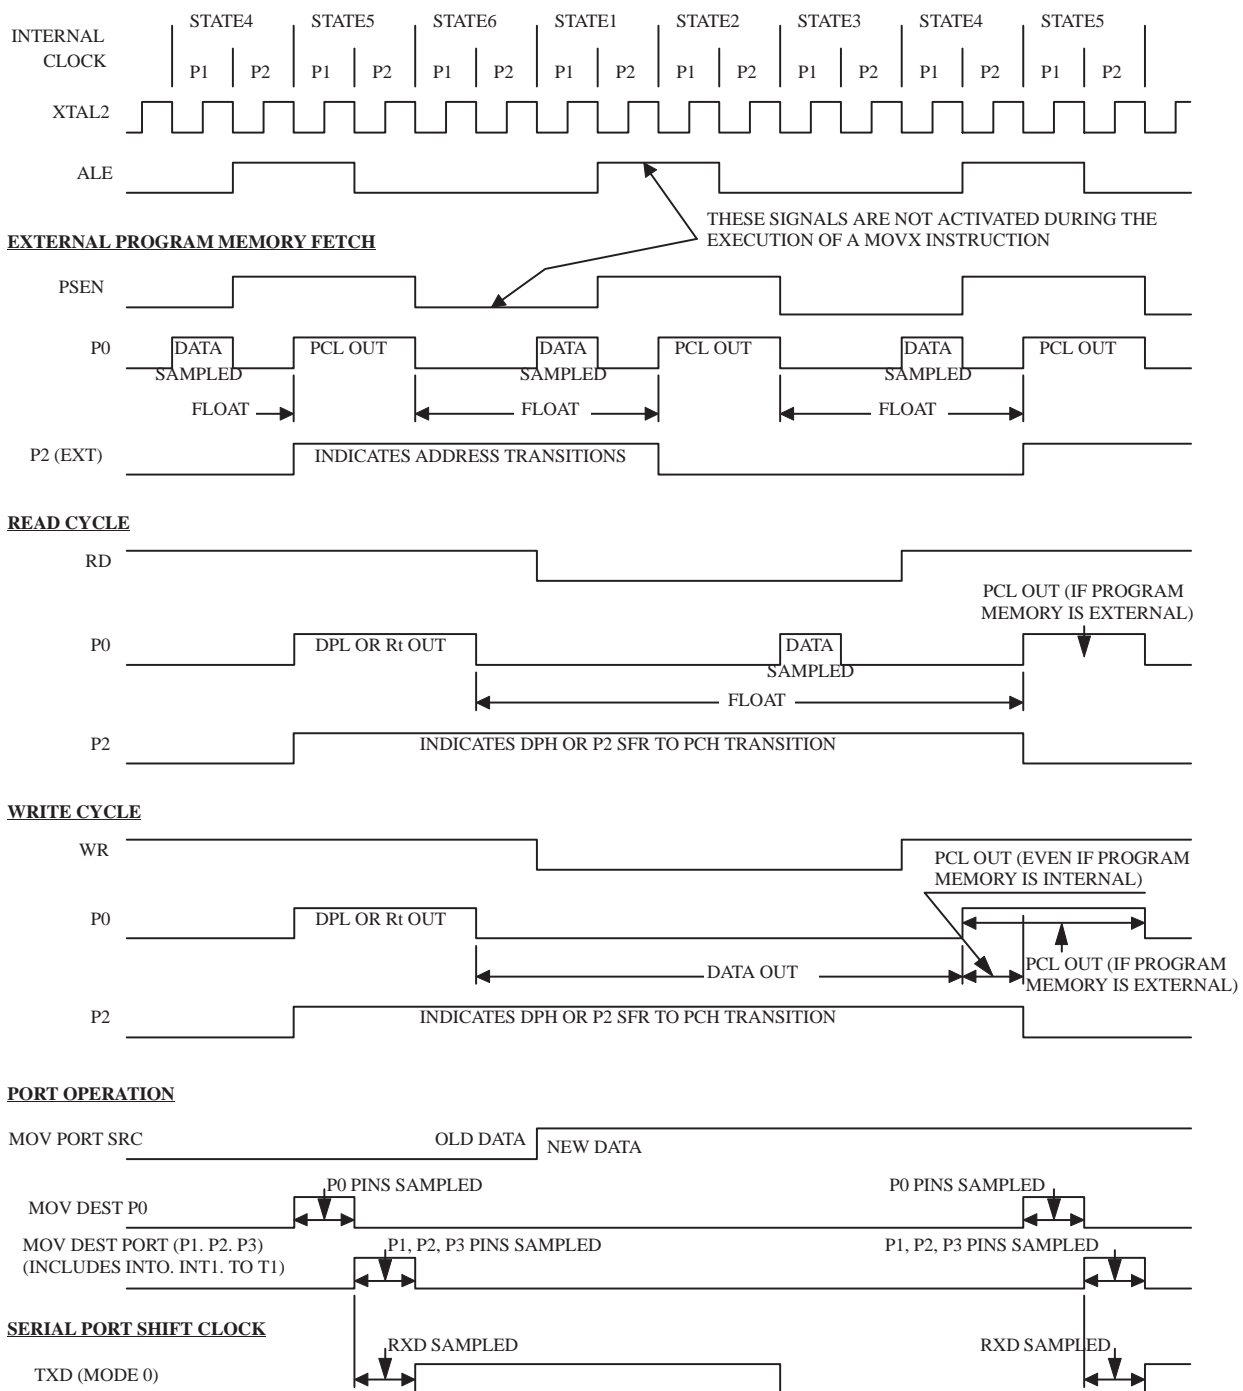 STATE4 STATE5 STATE6 STATE1 STATE2 STATE3 STATE4 STATE5
INTERNAL
CLOCK
P1 P2 P1 P2 P1 P2 P1 P2 P1 P2 P1 P2 P1 P2 P1 P2
XTAL2
ALE
THESE SIGNALS ARE NOT ACTIVATED DURING THE
EXECUTION OF A MOVX INSTRUCTION
EXTERNAL PROGRAM MEMORY FETCH
PSEN
P0 DATA PCL OUT DATA PCL OUT DATA PCL OUT
SAMPLED SAMPLED SAMPLED
FLOAT FLOAT FLOAT
P2 (EXT) INDICATES ADDRESS TRANSITIONS
READ CYCLE
RD
PCL OUT (IF PROGRAM
MEMORY IS EXTERNAL)
P0 DPL OR Rt OUT DATA
SAMPLED
FLOAT
P2 INDICATES DPH OR P2 SFR TO PCH TRANSITION
WRITE CYCLE
WR
PCL OUT (EVEN IF PROGRAM
MEMORY IS INTERNAL)
P0 DPL OR Rt OUT
DATA OUT
PCL OUT (IF PROGRAM
MEMORY IS EXTERNAL)
P2 INDICATES DPH OR P2 SFR TO PCH TRANSITION
PORT OPERATION
MOV PORT SRC OLD DATA NEW DATA
P0 PINS SAMPLED P0 PINS SAMPLED
MOV DEST P0
MOV DEST PORT (P1. P2. P3) P1, P2, P3 PINS SAMPLED P1, P2, P3 PINS SAMPLED
(INCLUDES INTO. INT1. TO T1)
SERIAL PORT SHIFT CLOCK
RXD SAMPLED RXD SAMPLED
TXD (MODE 0)